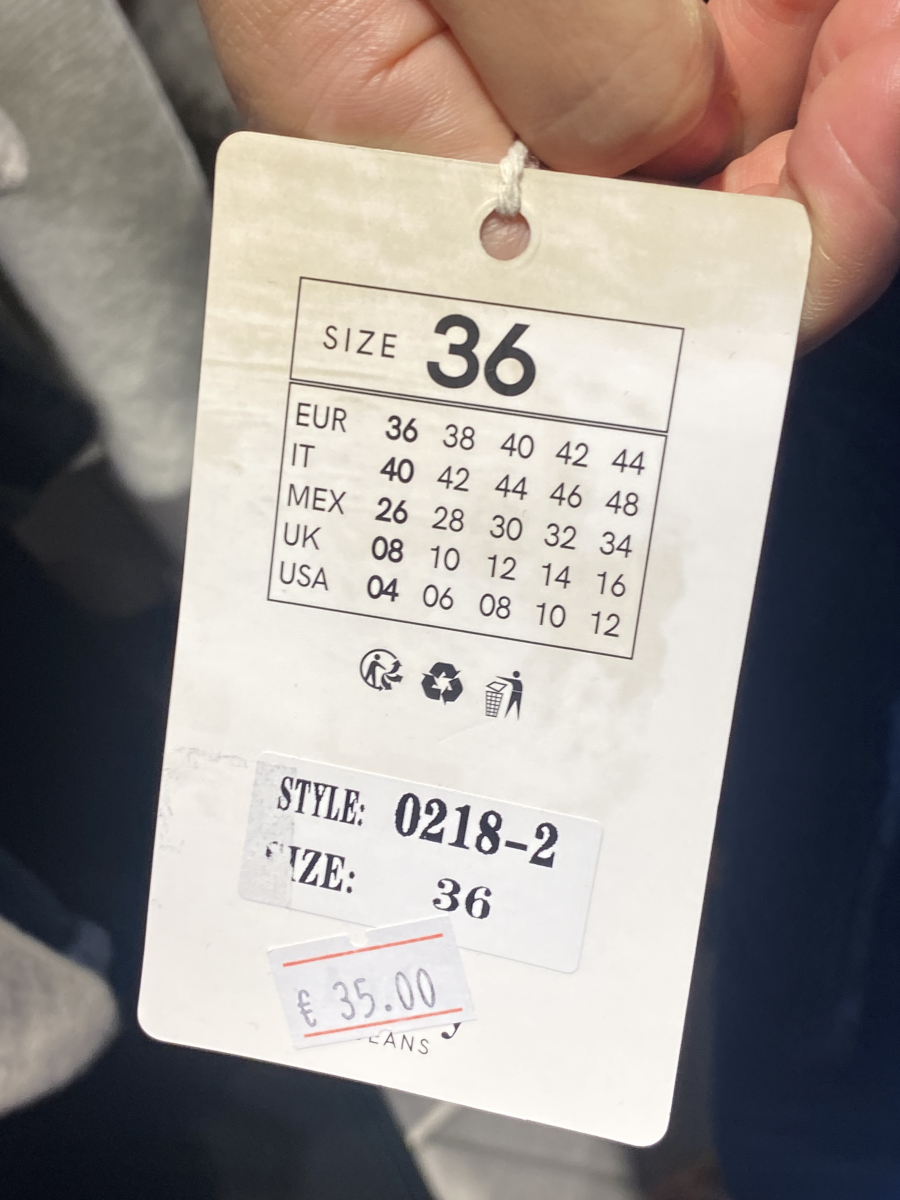 SIZE 36
EUR 36 38 40 42 44
IT 40 42 44 46 48
MEX 26 28 30 32 34
UK 08 10 12 14 16
USA 04 06 08 10 12
STYLE: 0218-2
SIZE: 36
€ 35.00